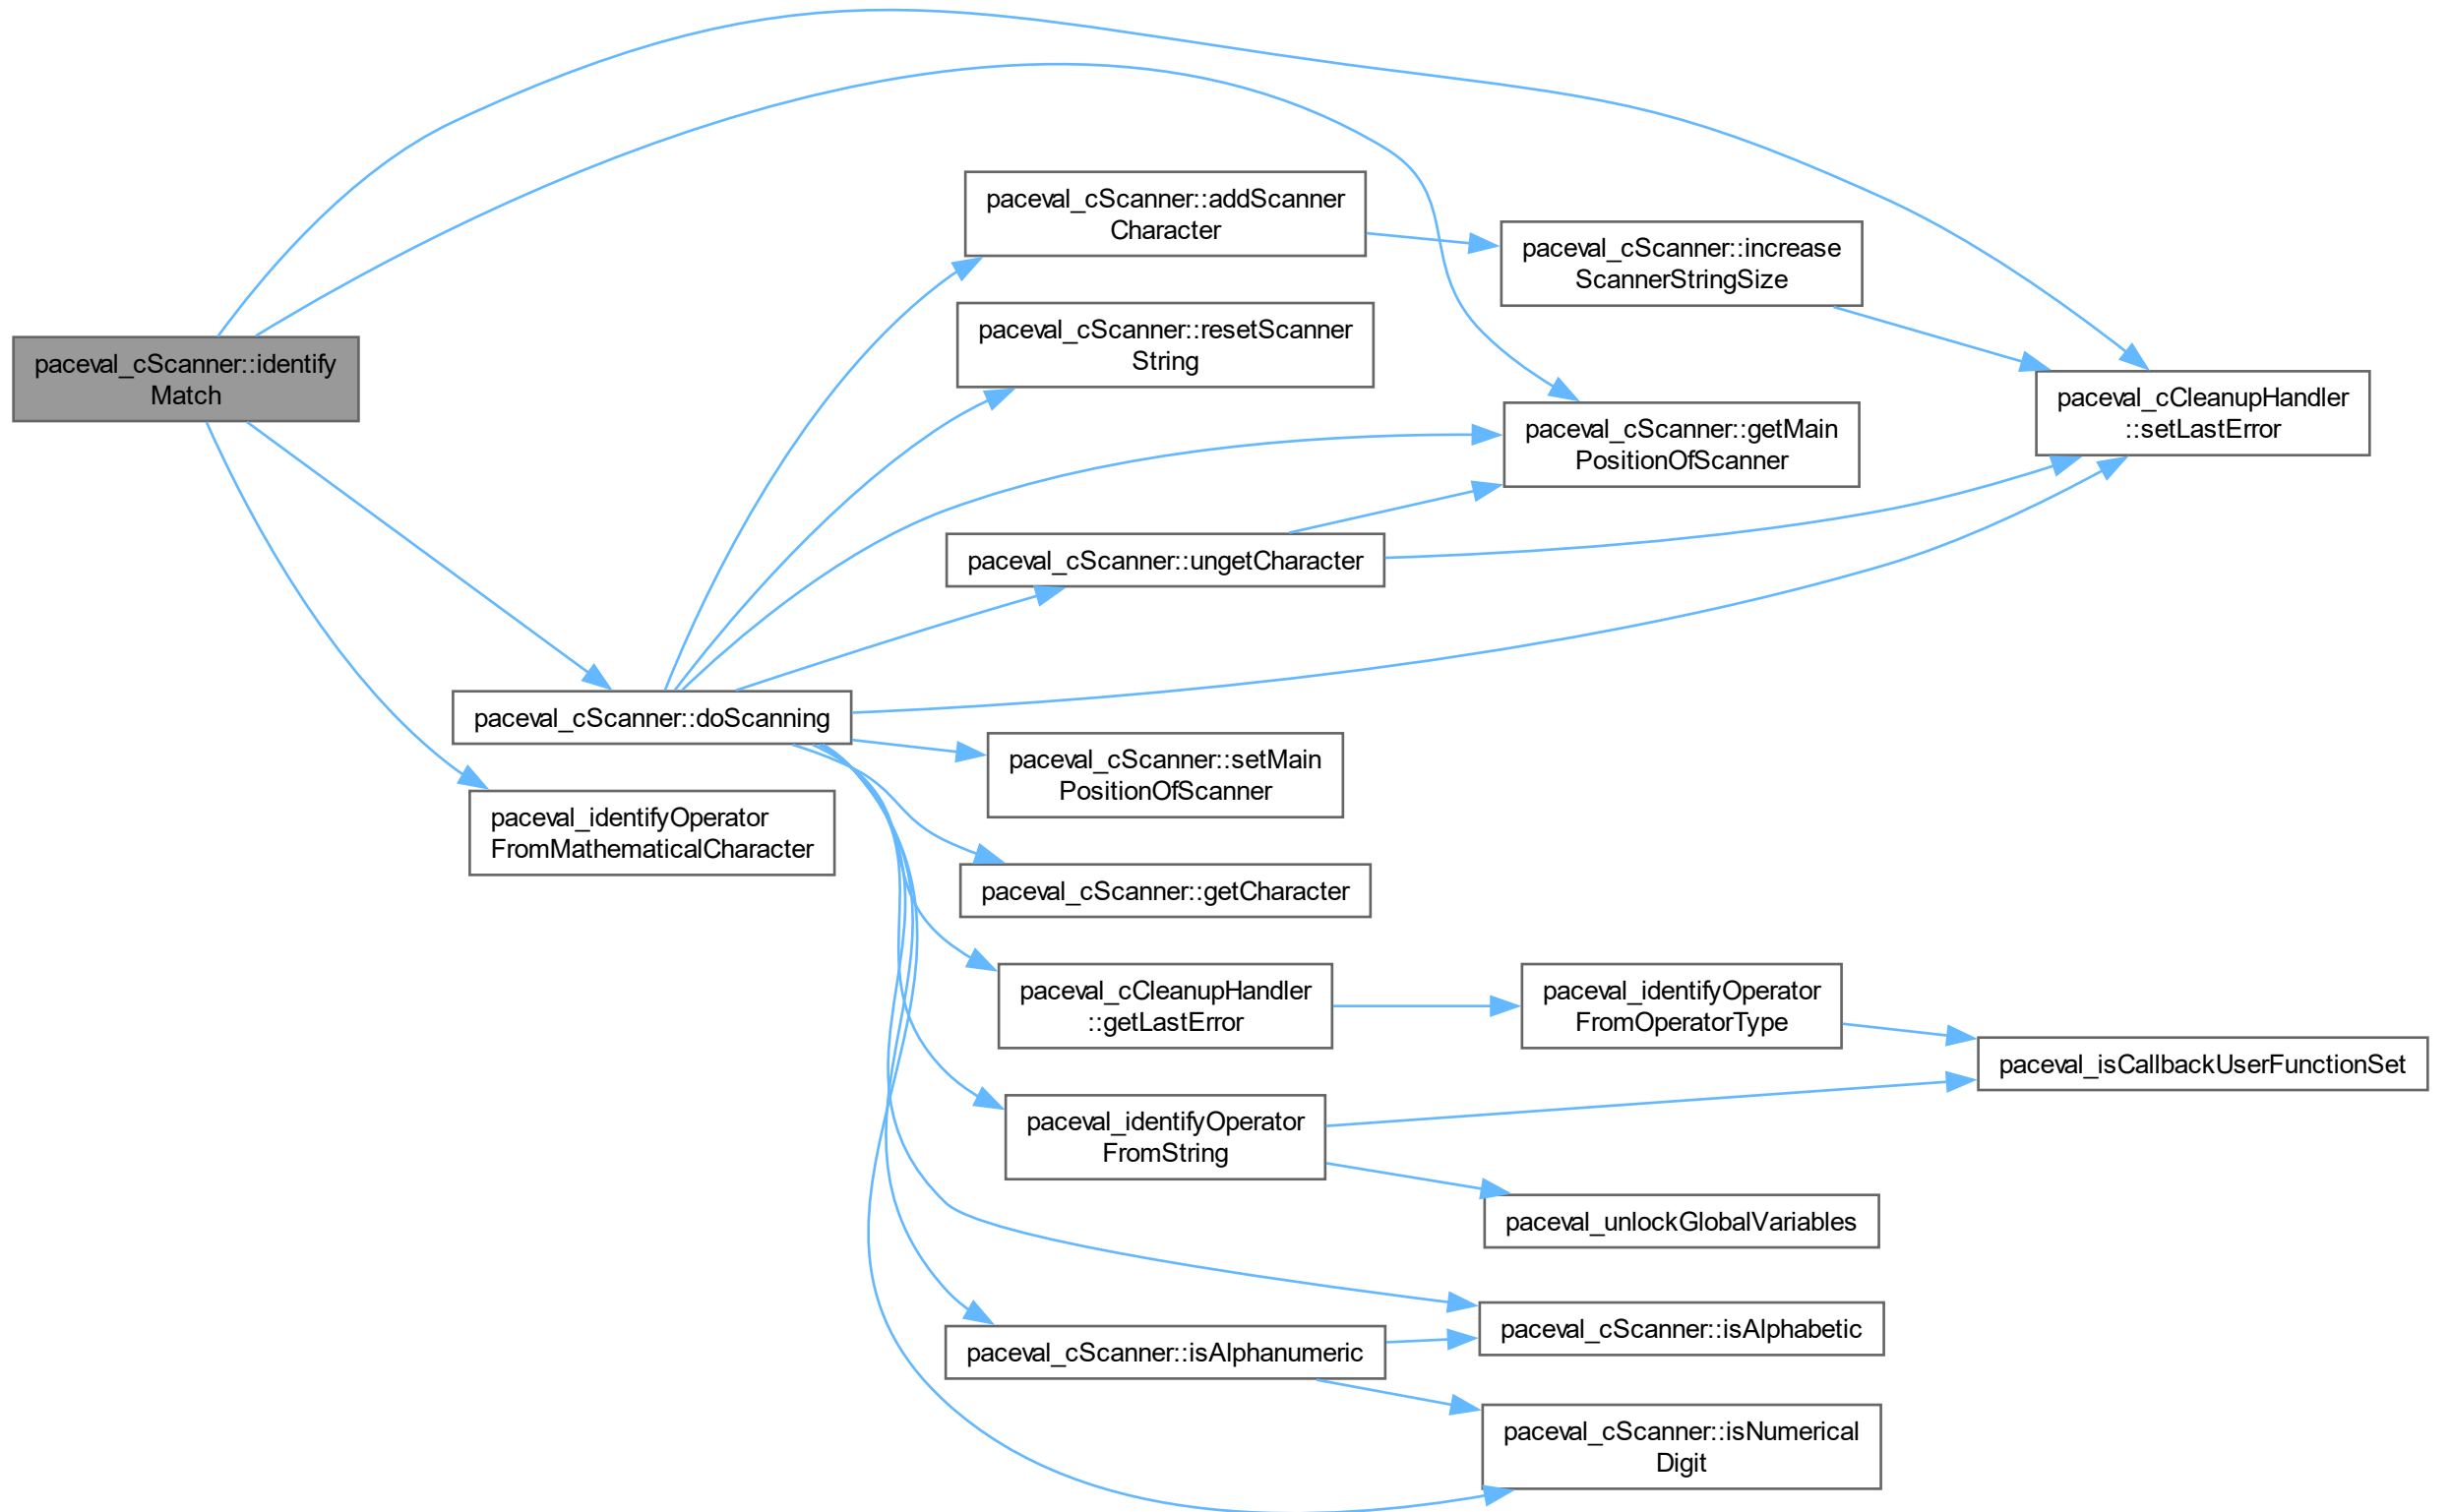 paceval_cScanner::identify
Match
paceval_cScanner::doScanning
paceval_identifyOperator
FromMathematicalCharacter
paceval_cScanner::addScanner
Character
paceval_cScanner::resetScanner
String
paceval_cScanner::ungetCharacter
paceval_cScanner::setMain
PositionOfScanner
paceval_cScanner::getCharacter
paceval_cCleanupHandler
::getLastError
paceval_identifyOperator
FromString
paceval_cScanner::isAlphanumeric
paceval_cScanner::increase
ScannerStringSize
paceval_cScanner::getMain
PositionOfScanner
paceval_identifyOperator
FromOperatorType
paceval_unlockGlobalVariables
paceval_cScanner::isAlphabetic
paceval_cScanner::isNumerical
Digit
paceval_cCleanupHandler
::setLastError
paceval_isCallbackUserFunctionSet